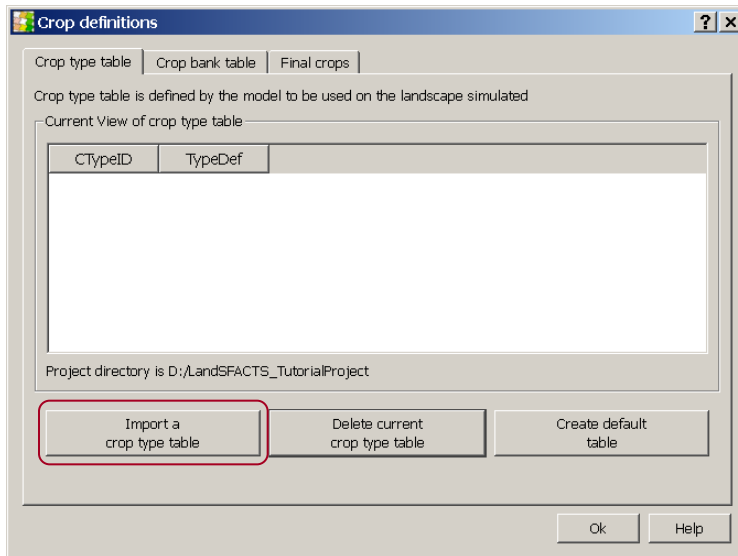 Crop definitions
Crop type table
Crop bank table
Final crops
Crop type table is defined by the model to be used on the landscape simulated
Current View of crop type table
CTypeID
TypeDef
Project directory is D:/LandSFACTS_TutorialProject
Import a
crop type table
Delete current
crop type table
Create default
table
Ok
Help